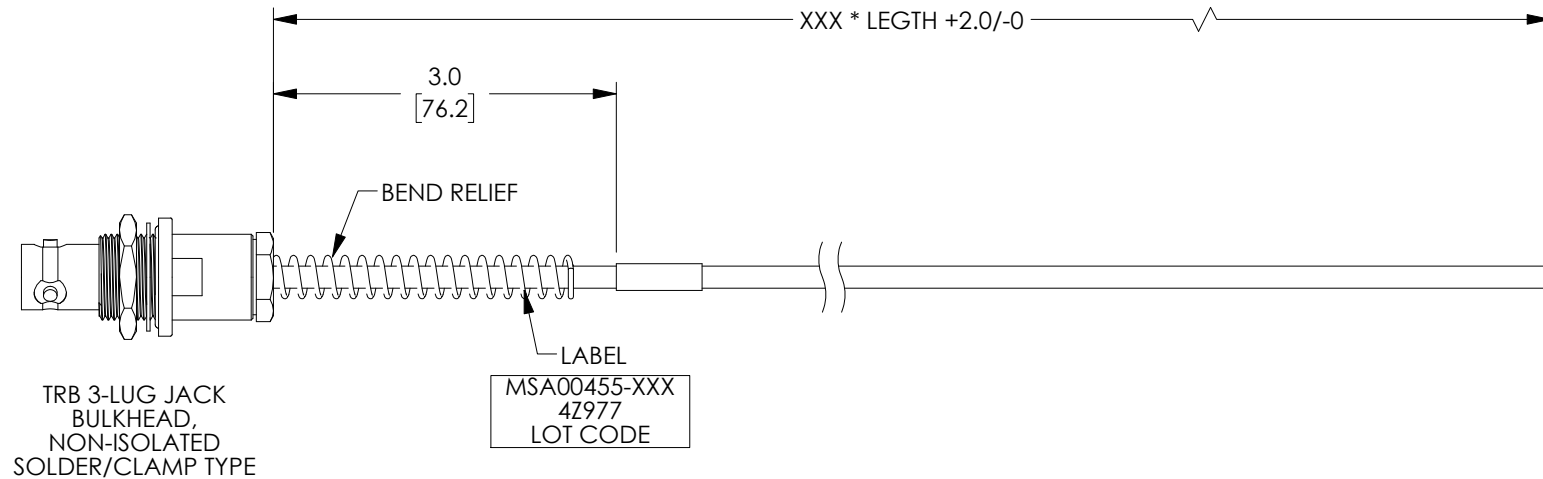 XXX * LEGTH +2.0/-0
3.0
[76.2]
BEND RELIEF
LABEL
MSA00455-XXX
4Z977
LOT CODE
TRB 3-LUG JACK
BULKHEAD,
NON-ISOLATED
SOLDER/CLAMP TYPE